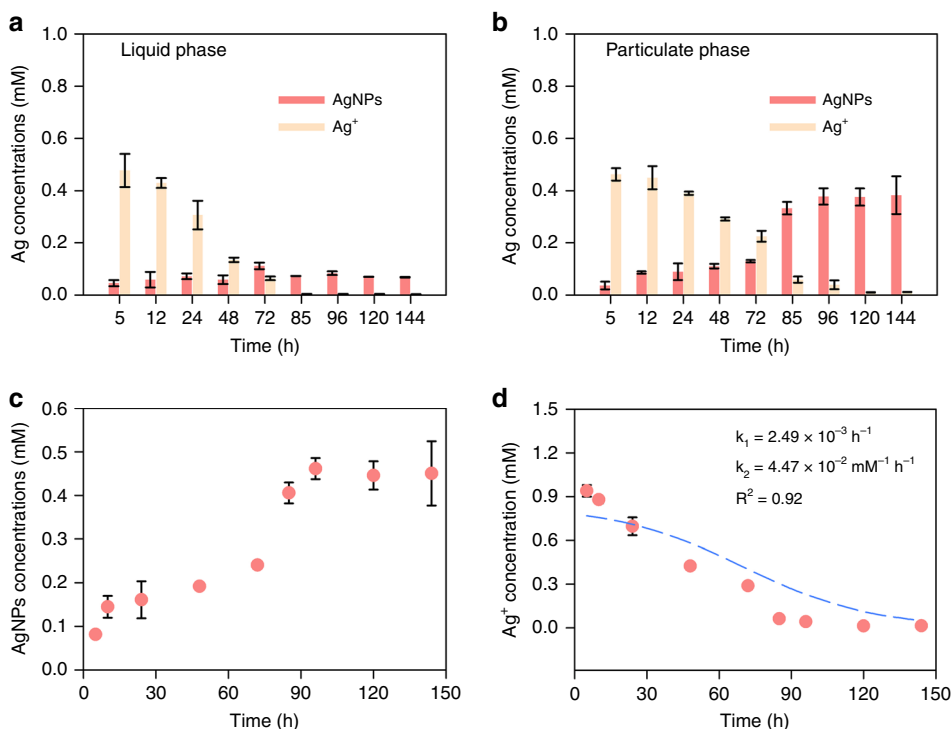 a
Liquid phase
Ag concentrations (mM)
1.0
0.8
0.6
0.4
0.2
0.0
AgNPs
Ag⁺
5 12 24 48 72 85 96 120 144
Time (h)
b
Particulate phase
Ag concentrations (mM)
1.0
0.8
0.6
0.4
0.2
0.0
AgNPs
Ag⁺
5 12 24 48 72 85 96 120 144
Time (h)
c
AgNPs concentrations (mM)
0.6
0.5
0.4
0.3
0.2
0.1
0.0
0 30 60 90 120 150
Time (h)
d
Ag⁺ concentration (mM)
1.5
1.2
0.9
0.6
0.3
0.0
k₁ = 2.49 × 10⁻³ h⁻¹
k₂ = 4.47 × 10⁻² mM⁻¹ h⁻¹
R² = 0.92
0 30 60 90 120 150
Time (h)